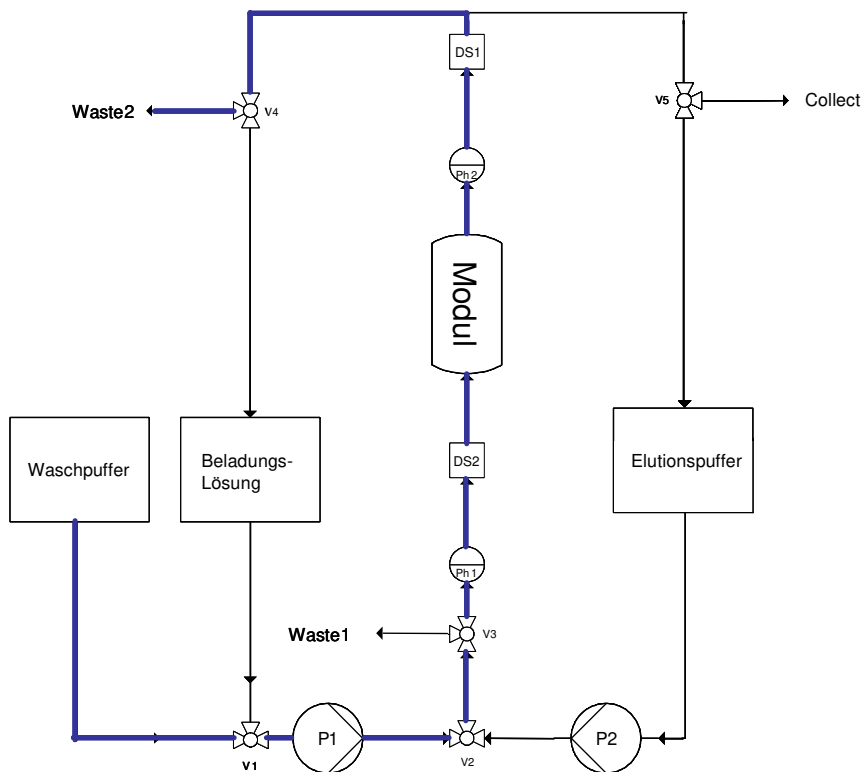 DS1
Waste2
V4
V5
Collect
Ph2
Modul
Waschpuffer
Beladungs-
Lösung
DS2
Elutionspuffer
Ph1
Waste1
V3
P1
P2
V1
V2